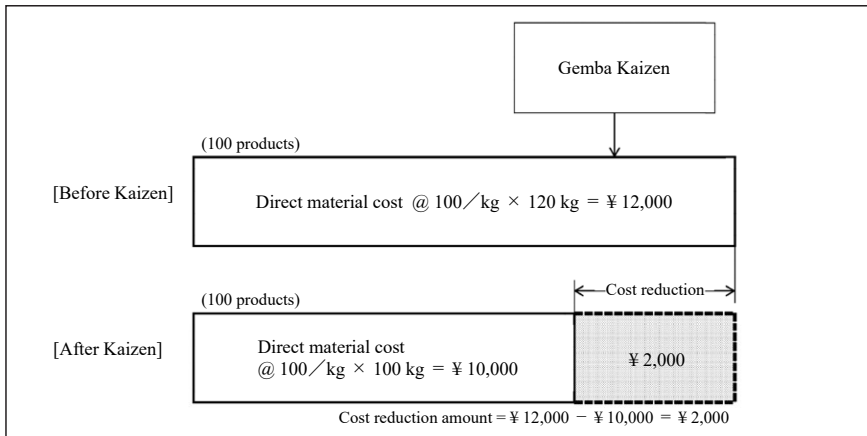 Gemba Kaizen
(100 products)
[Before Kaizen]
Direct material cost @ 100／kg × 120 kg = ¥ 12,000
Cost reduction
(100 products)
[After Kaizen]
Direct material cost
@ 100／kg × 100 kg = ¥ 10,000
¥ 2,000
Cost reduction amount = ¥ 12,000 − ¥ 10,000 = ¥ 2,000